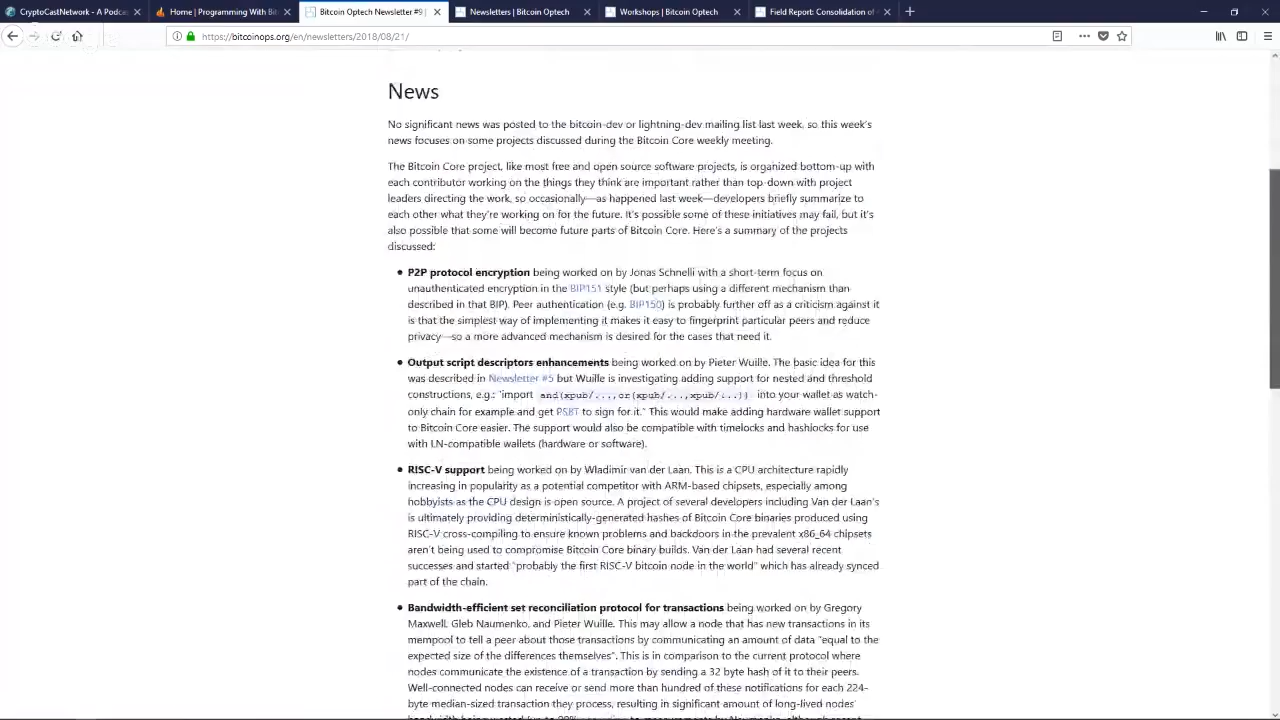 CryptoCastNetwork - A Podcas
Home | Programming With Bit
Bitcoin Optech Newsletter #9 |
Newsletters | Bitcoin Optech
Workshops | Bitcoin Optech
Field Report: Consolidation of
https://bitcoinops.org/en/newsletters/2018/08/21/
News
No significant news was posted to the bitcoin-dev or lightning-dev mailing list last week, so this week's
news focuses on some projects discussed during the Bitcoin Core weekly meeting.
The Bitcoin Core project, like most free and open source software projects, is organized bottom-up with
each contributor working on the things they think are important rather than top-down with project
leaders directing the work, so occasionally—as happened last week—developers briefly summarize to
each other what they're working on for the future. It's possible some of these initiatives may fail, but it's
also possible that some will become future parts of Bitcoin Core. Here's a summary of the projects
discussed:
• P2P protocol encryption being worked on by Jonas Schnelli with a short-term focus on
unauthenticated encryption in the BIP151 style (but perhaps using a different mechanism than
described in that BIP). Peer authentication (e.g. BIP150) is probably further off as a criticism against it
is that the simplest way of implementing it makes it easy to fingerprint particular peers and reduce
privacy—so a more advanced mechanism is desired for the cases that need it.
• Output script descriptors enhancements being worked on by Pieter Wuille. The basic idea for this
was described in Newsletter #5 but Wuille is investigating adding support for nested and threshold
constructions, e.g.: "import and(xpub/...,or(xpub/...,xpub/...)) into your wallet as watch-
only chain for example and get PSBT to sign for it." This would make adding hardware wallet support
to Bitcoin Core easier. The support would also be compatible with timelocks and hashlocks for use
with LN-compatible wallets (hardware or software).
• RISC-V support being worked on by Wladimir van der Laan. This is a CPU architecture rapidly
increasing in popularity as a potential competitor with ARM-based chipsets, especially among
hobbyists as the CPU design is open source. A project of several developers including Van der Laan's
is ultimately providing deterministically-generated hashes of Bitcoin Core binaries produced using
RISC-V cross-compiling to ensure known problems and backdoors in the prevalent x86_64 chipsets
aren't being used to compromise Bitcoin Core binary builds. Van der Laan had several recent
successes and started "probably the first RISC-V bitcoin node in the world" which has already synced
part of the chain.
• Bandwidth-efficient set reconciliation protocol for transactions being worked on by Gregory
Maxwell, Gleb Naumenko, and Pieter Wuille. This may allow a node that has new transactions in its
mempool to tell a peer about those transactions by communicating an amount of data "equal to the
expected size of the differences themselves". This is in comparison to the current protocol where
nodes communicate the existence of a transaction by sending a 32 byte hash of it to their peers.
Well-connected nodes can receive or send more than hundred of these notifications for each 224-
byte median-sized transaction they process, resulting in significant amount of long-lived nodes'